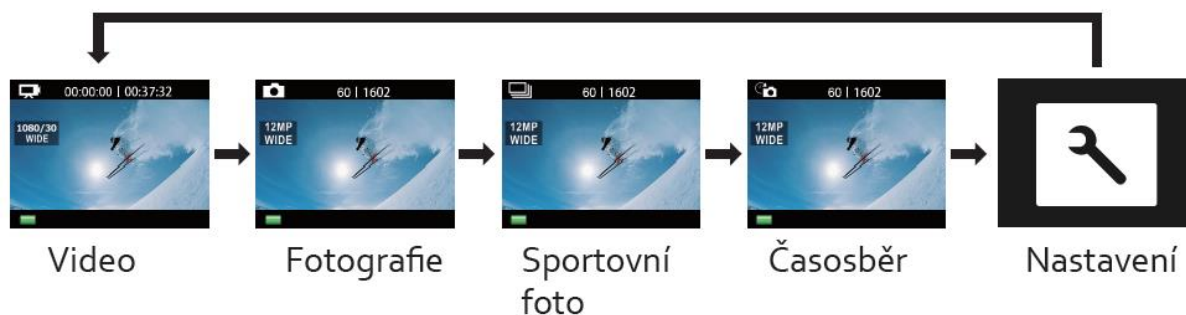 00:00:00 | 00:37:32
1080/30
WIDE
60 | 1602
12MP
WIDE
60 | 1602
12MP
WIDE
60 | 1602
12MP
WIDE
Video
Fotografie
Sportovní
foto
Časosběr
Nastavení